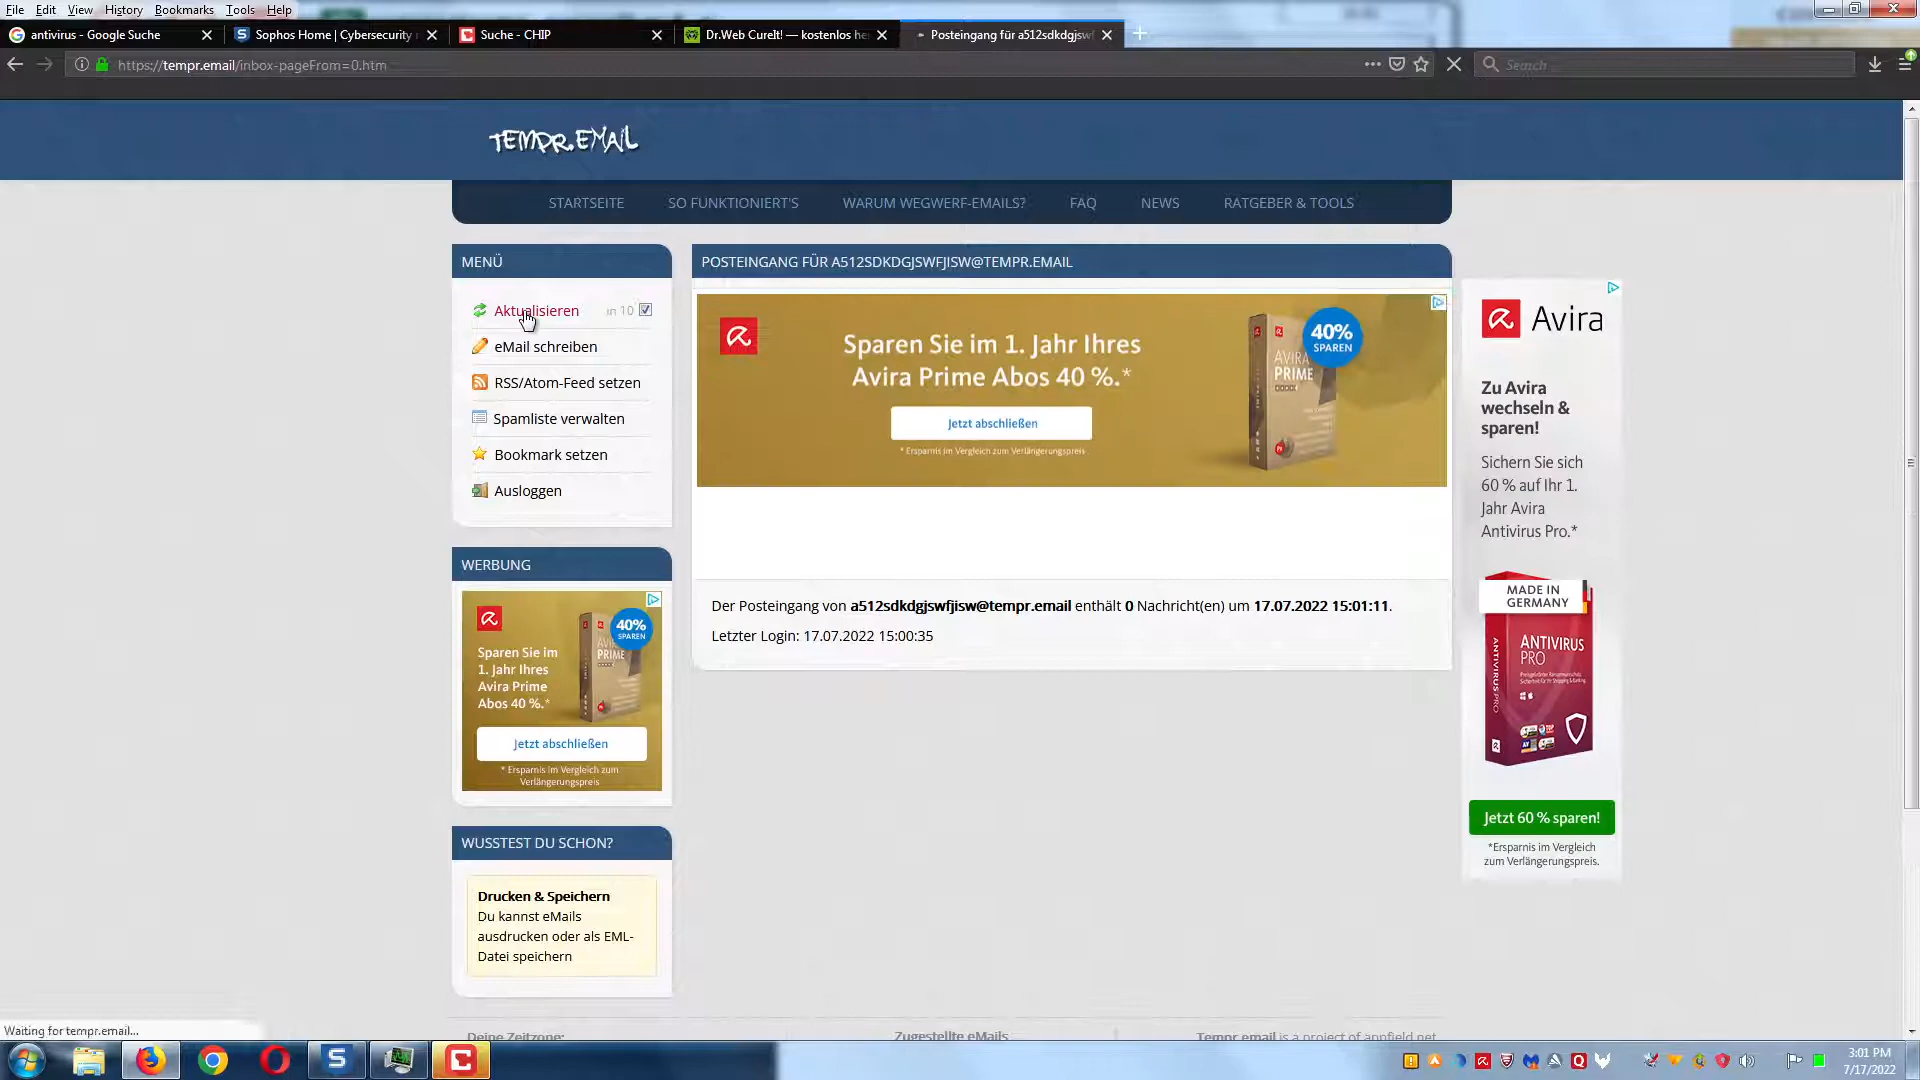 File Edit View History Bookmarks Tools Help
antivirus - Google Suche
Sophos Home | Cybersecurity
Suche - CHIP
Dr.Web CureIt! — kostenlos he
Posteingang für a512sdkdgjswf
https://tempr.email/inbox-pageFrom=0.htm
Search
TEMPR.EMAIL
STARTSEITE
SO FUNKTIONIERT'S
WARUM WEGWERF-EMAILS?
FAQ
NEWS
RATGEBER & TOOLS
MENÜ
Aktualisieren in 10
eMail schreiben
RSS/Atom-Feed setzen
Spamliste verwalten
Bookmark setzen
Ausloggen
POSTEINGANG FÜR A512SDKDGJSWFJISW@TEMPR.EMAIL
Sparen Sie im 1. Jahr Ihres
Avira Prime Abos 40 %.*
Jetzt abschließen
* Ersparnis im Vergleich zum Verlängerungspreis
AVIRA
PRIME
40%
SPAREN
Der Posteingang von a512sdkdgjswfjisw@tempr.email enthält 0 Nachricht(en) um 17.07.2022 15:01:11.
Letzter Login: 17.07.2022 15:00:35
Avira
Zu Avira
wechseln &
sparen!
Sichern Sie sich
60 % auf Ihr 1.
Jahr Avira
Antivirus Pro.*
MADE IN
GERMANY
ANTIVIRUS
PRO
Jetzt 60 % sparen!
*Ersparnis im Vergleich
zum Verlängerungspreis.
WERBUNG
Sparen Sie im
1. Jahr Ihres
Avira Prime
Abos 40 %.*
40%
SPAREN
Jetzt abschließen
* Ersparnis im Vergleich zum
Verlängerungspreis
WUSSTEST DU SCHON?
Drucken & Speichern
Du kannst eMails
ausdrucken oder als EML-
Datei speichern
Deine Zeitzone:
Zugestellte eMails
Tempr.email is a project of appfield.net
Waiting for tempr.email...
3:01 PM
7/17/2022